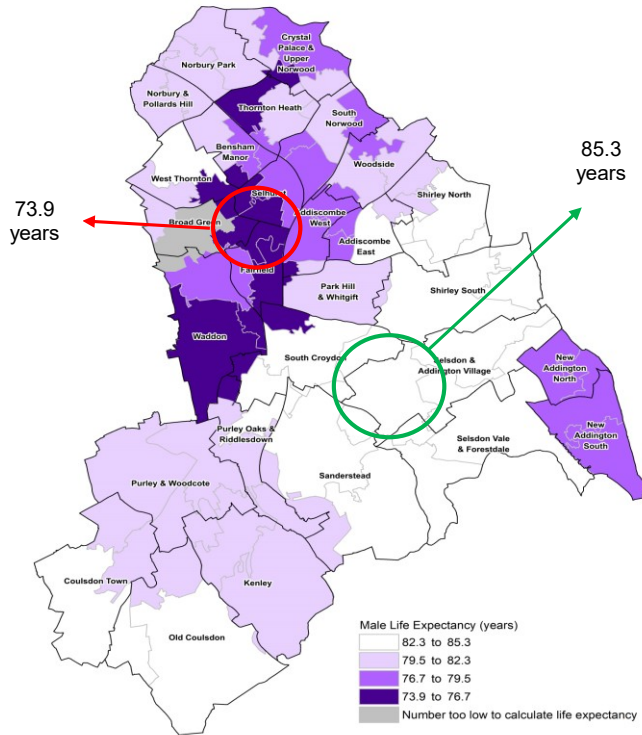 Crystal
Palace &
Upper
Norwood
Norbury Park
Norbury &
Pollards Hill
Thornton Heath
South
Norwood
Bensham
Manor
Woodside
West Thornton
Selhurst
Shirley North
85.3
years
73.9
years
Broad Green
Addiscombe
West
Addiscombe
East
Fairfield
Park Hill
& Whitgift
Shirley South
Waddon
South Croydon
Selsdon &
Addington Village
New
Addington
North
Purley Oaks &
Riddlesdown
Selsdon Vale
& Forestdale
New
Addington
South
Sanderstead
Purley & Woodcote
Coulsdon Town
Kenley
Old Coulsdon
Male Life Expectancy (years)
82.3 to 85.3
79.5 to 82.3
76.7 to 79.5
73.9 to 76.7
Number too low to calculate life expectancy